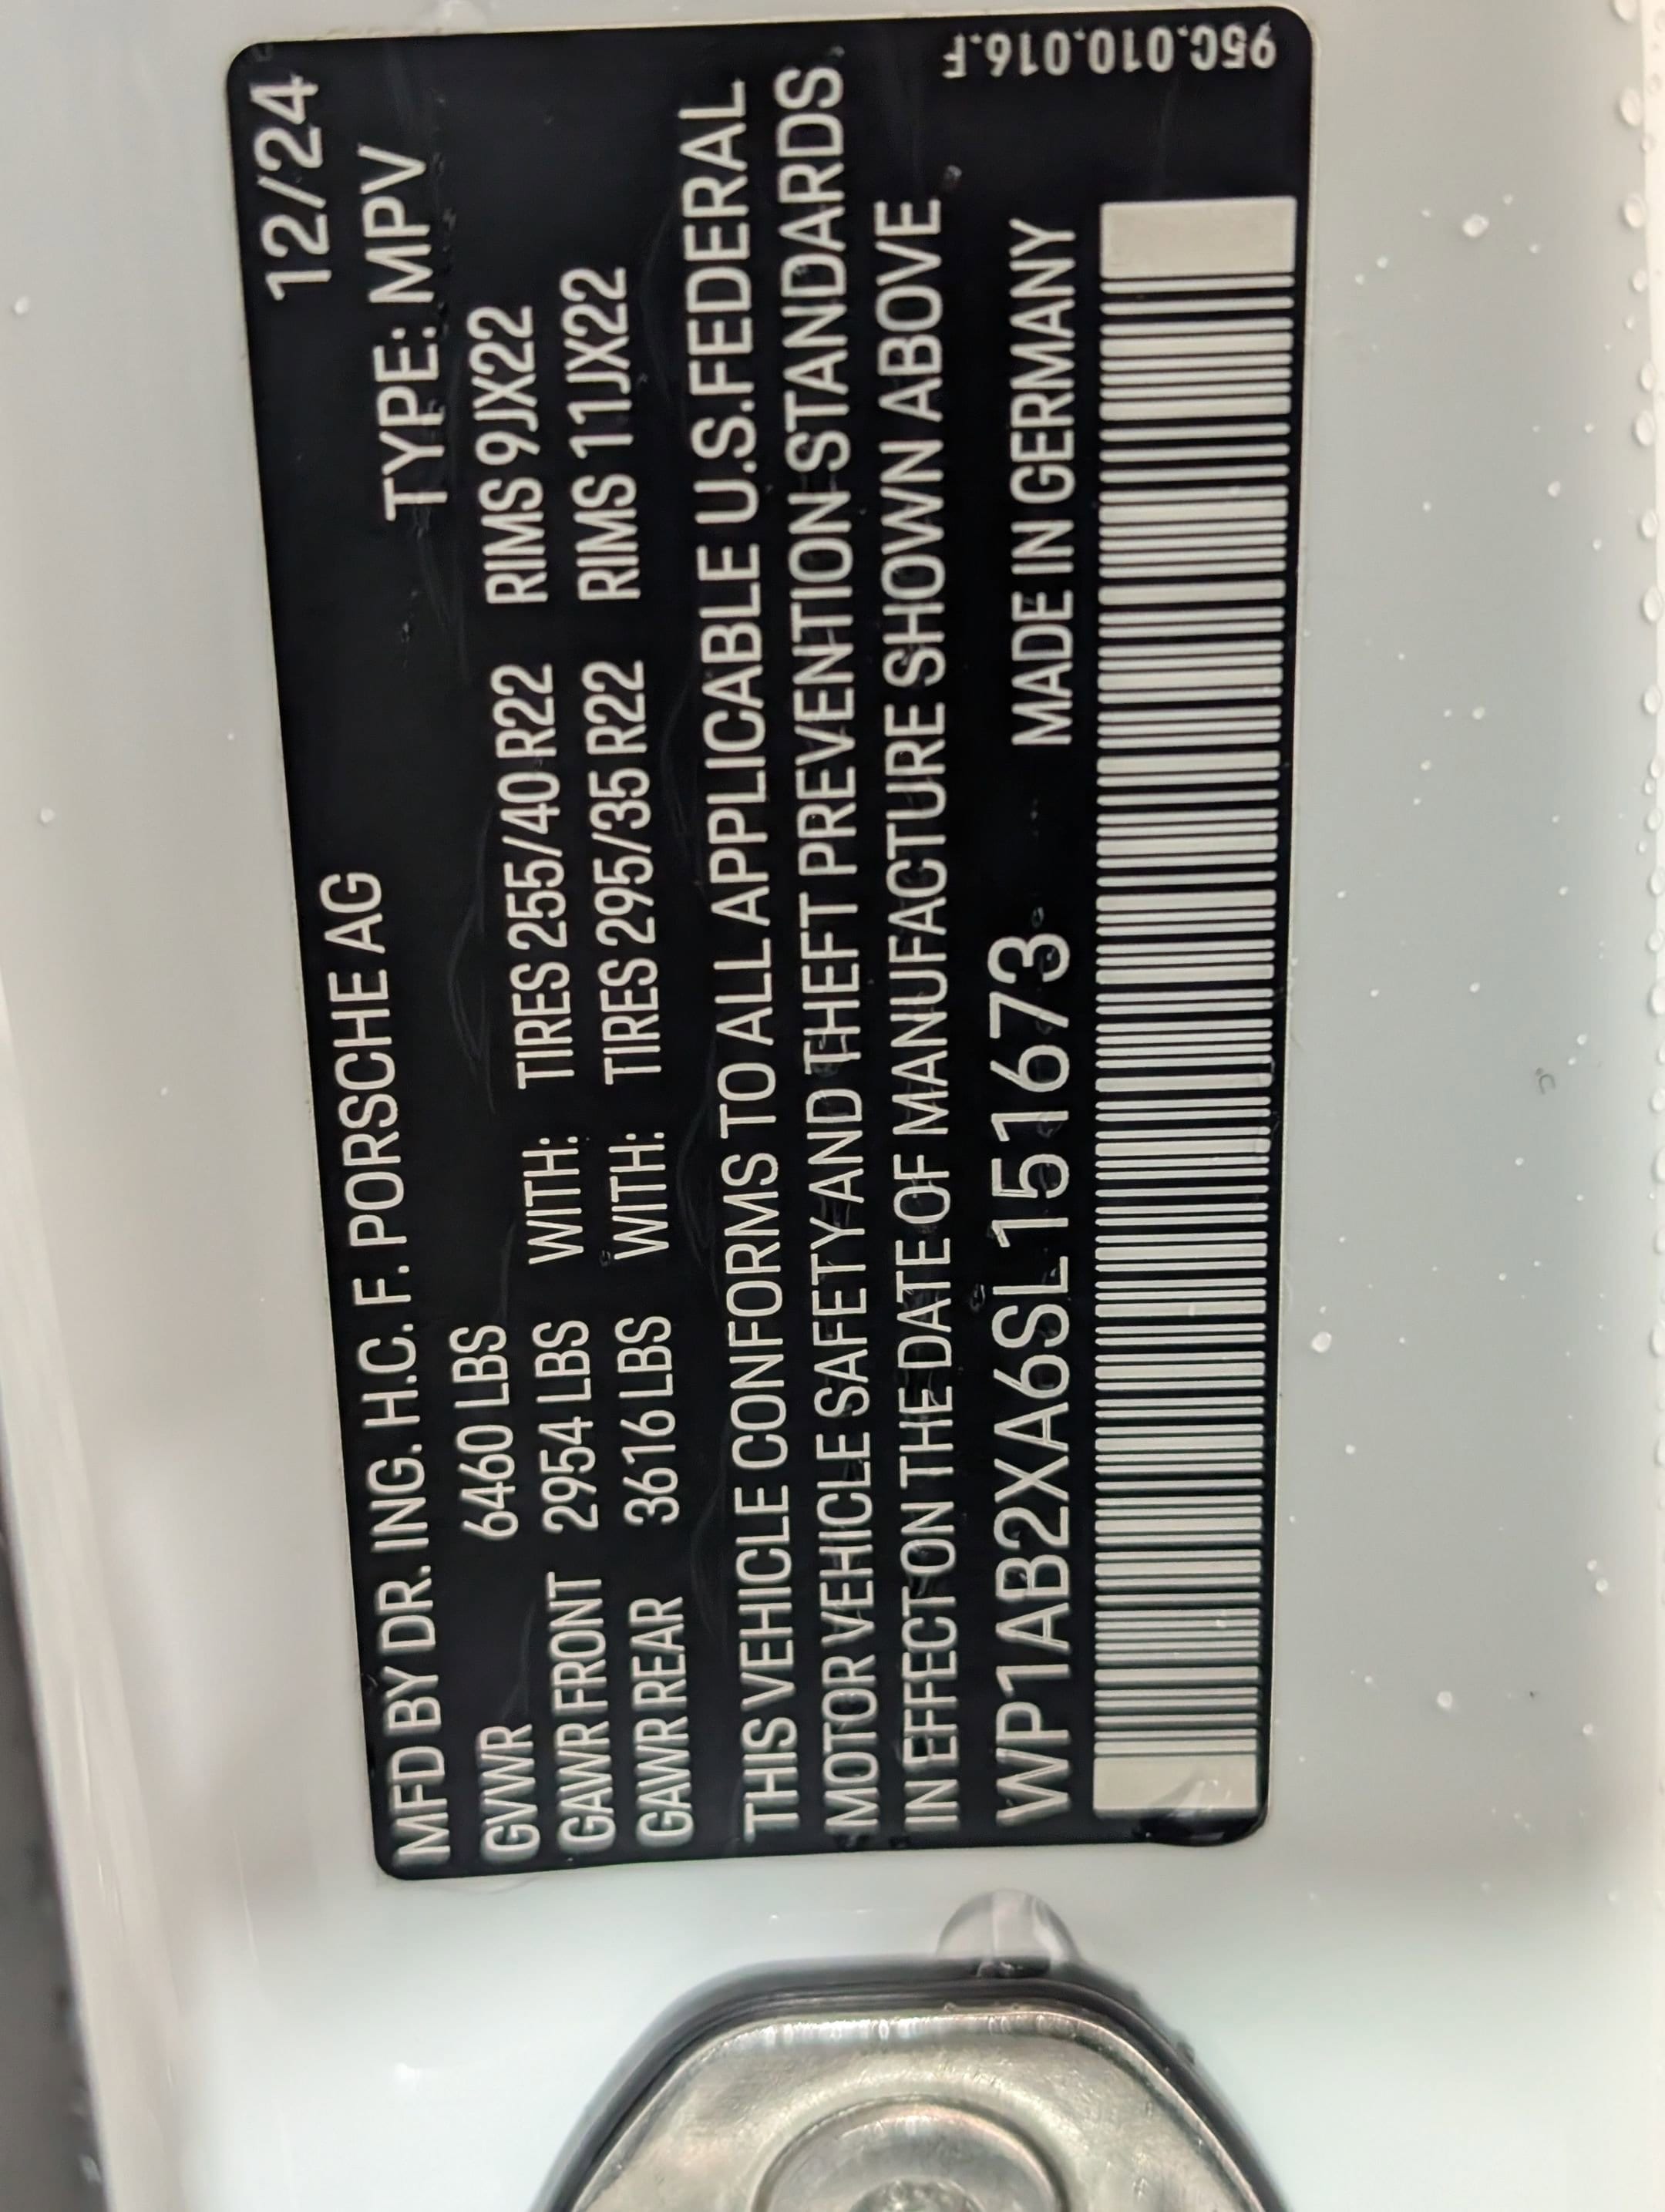 MFD BY DR. ING. H.C. F. PORSCHE AG 12/24
TYPE: MPV
GVWR 6460 LBS
GAWR FRONT 2954 LBS WITH: TIRES 255/40 R22 RIMS 9JX22
GAWR REAR 3616 LBS WITH: TIRES 295/35 R22 RIMS 11JX22
THIS VEHICLE CONFORMS TO ALL APPLICABLE U.S.FEDERAL
MOTOR VEHICLE SAFETY AND THEFT PREVENTION STANDARDS
IN EFFECT ON THE DATE OF MANUFACTURE SHOWN ABOVE
WP1AB2XA6SL151673 MADE IN GERMANY
95C.010.016.F